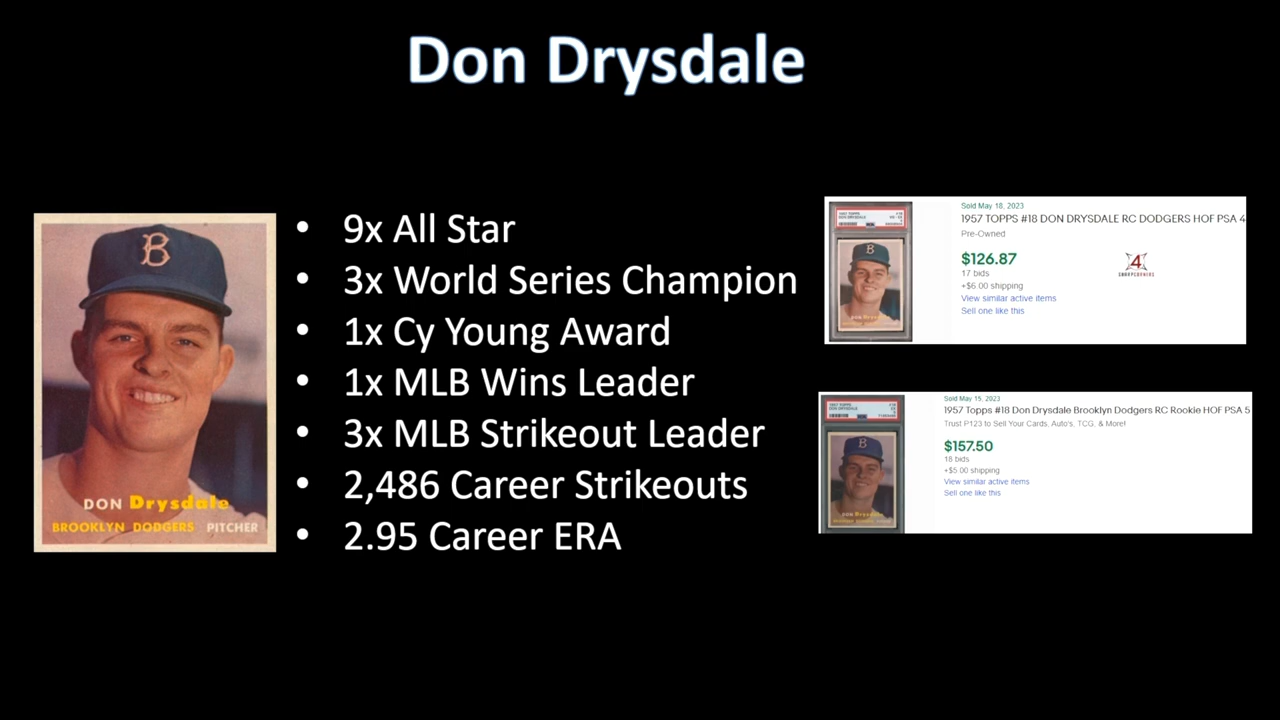 Don Drysdale
DON Drysdale
BROOKLYN DODGERS PITCHER
• 9x All Star
• 3x World Series Champion
• 1x Cy Young Award
• 1x MLB Wins Leader
• 3x MLB Strikeout Leader
• 2,486 Career Strikeouts
• 2.95 Career ERA
Sold May 18, 2023
1957 TOPPS #18 DON DRYSDALE RC DODGERS HOF PSA 4
Pre-Owned
$126.87
17 bids
+$6.00 shipping
View similar active items
Sell one like this
4
Sold May 15, 2023
1957 Topps #18 Don Drysdale Brooklyn Dodgers RC Rookie HOF PSA 5
Trust P123 to Sell Your Cards, Auto's, TCG, & More!
$157.50
18 bids
+$5.00 shipping
View similar active items
Sell one like this